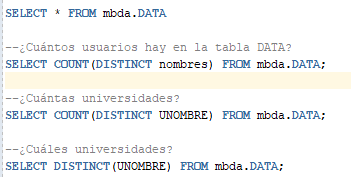 SELECT * FROM mbda.DATA
--¿Cuántos usuarios hay en la tabla DATA?
SELECT COUNT(DISTINCT nombres) FROM mbda.DATA;
--¿Cuántas universidades?
SELECT COUNT(DISTINCT UNOMBRE) FROM mbda.DATA;
--¿Cuáles universidades?
SELECT DISTINCT(UNOMBRE) FROM mbda.DATA;